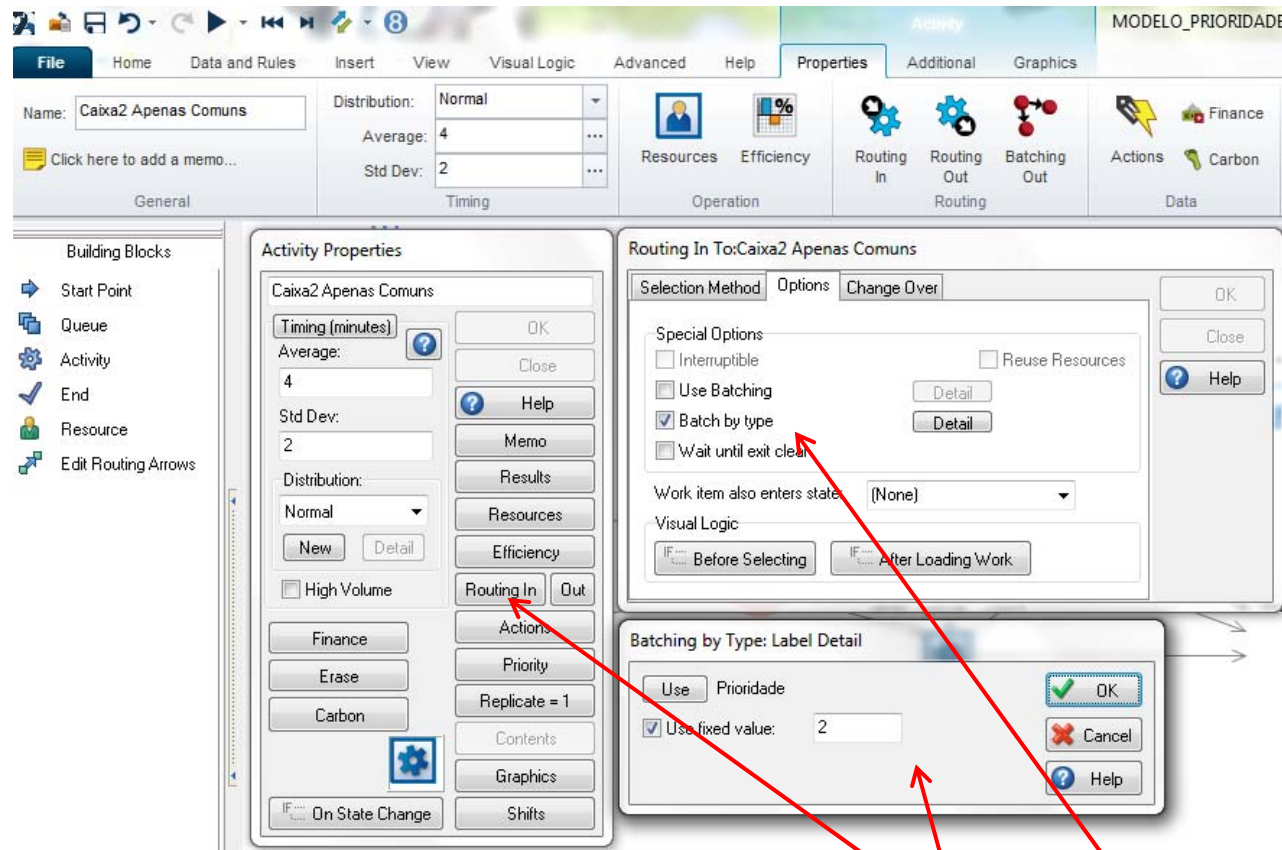 Activity
MODELO_PRIORIDADE
File Home Data and Rules Insert View Visual Logic Advanced Help Properties Additional Graphics
Name: Caixa2 Apenas Comuns
Click here to add a memo...
General
Distribution: Normal
Average: 4
Std Dev: 2
Timing
Resources Efficiency
Operation
Routing In
Routing Out
Batching Out
Routing
Actions
Finance
Carbon
Data
Building Blocks
Start Point
Queue
Activity
End
Resource
Edit Routing Arrows
Activity Properties
Caixa2 Apenas Comuns
Timing (minutes)
Average:
4
Std Dev:
2
Distribution:
Normal
New Detail
High Volume
Finance
Erase
Carbon
IF On State Change
OK
Close
Help
Memo
Results
Resources
Efficiency
Routing In Out
Actions
Priority
Replicate = 1
Contents
Graphics
Shifts
Routing In To:Caixa2 Apenas Comuns
Selection Method Options Change Over
Special Options
Interruptible Reuse Resources
Use Batching Detail
Batch by type Detail
Wait until exit clear
Work item also enters state: (None)
Visual Logic
IF Before Selecting IF After Loading Work
OK
Close
Help
Batching by Type: Label Detail
Use Prioridade
Use fixed value: 2
OK
Cancel
Help